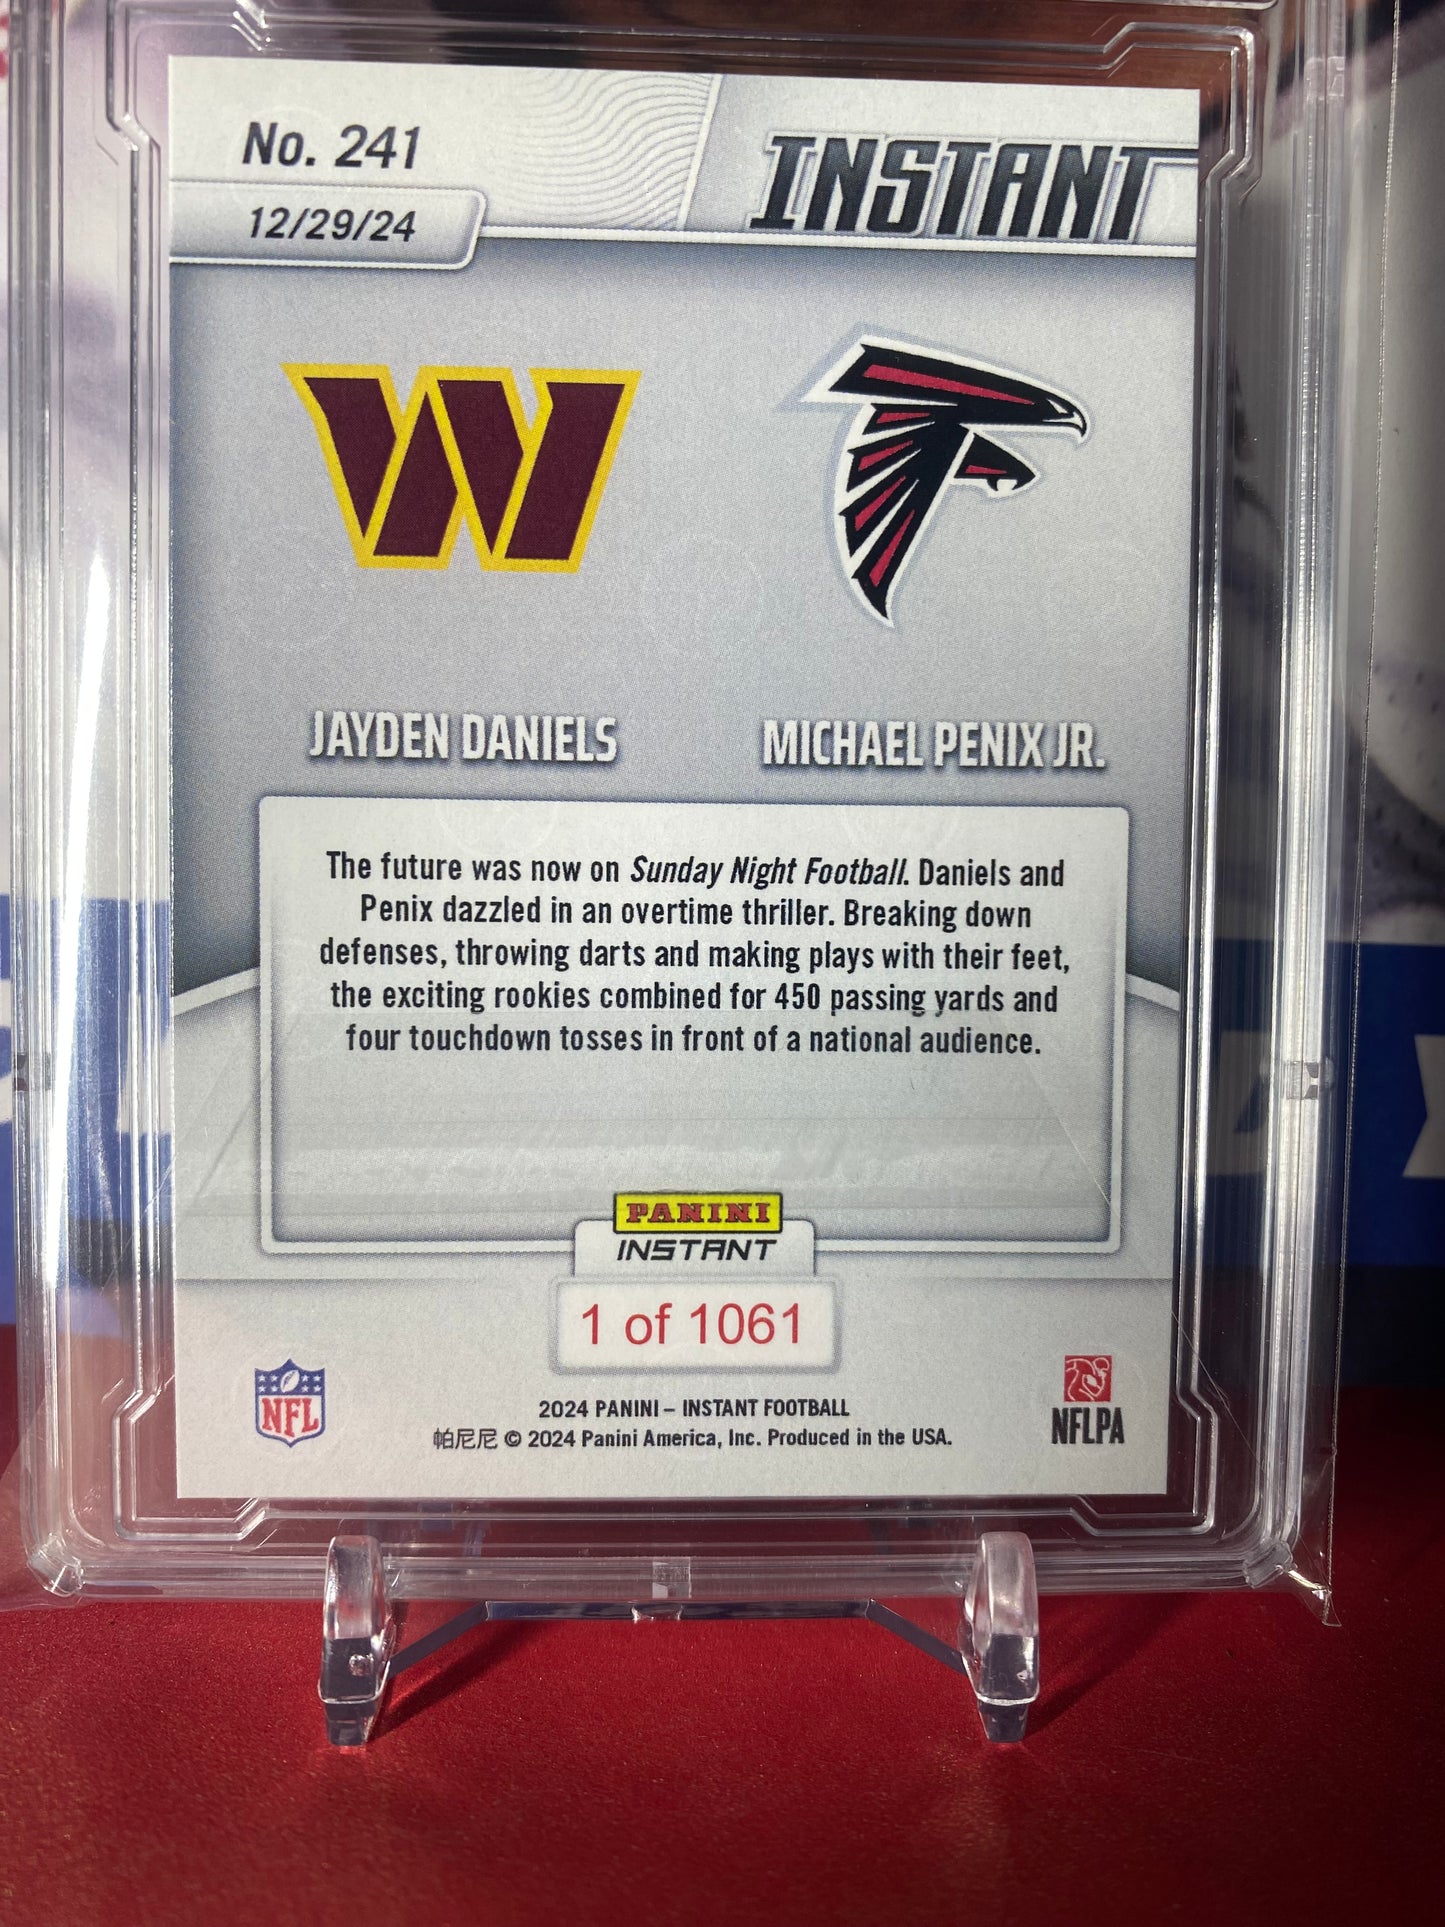 No. 241
INSTANT
12/29/24
JAYDEN DANIELS
MICHAEL PENIX JR.
The future was now on Sunday Night Football. Daniels and
Penix dazzled in an overtime thriller. Breaking down
defenses, throwing darts and making plays with their feet,
the exciting rookies combined for 450 passing yards and
four touchdown tosses in front of a national audience.
PANINI
INSTANT
1 of 1061
NFL
NFLPA
2024 PANINI – INSTANT FOOTBALL
帕尼尼 © 2024 Panini America, Inc. Produced in the USA.